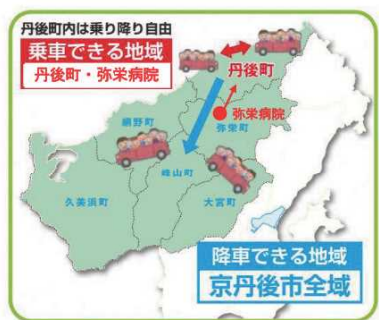 丹後町内は乗り降り自由
乗車できる地域
丹後町・弥栄病院
丹後町
弥栄病院
網野町
弥栄町
峰山町
久美浜町
大宮町
降車できる地域
京丹後市全域